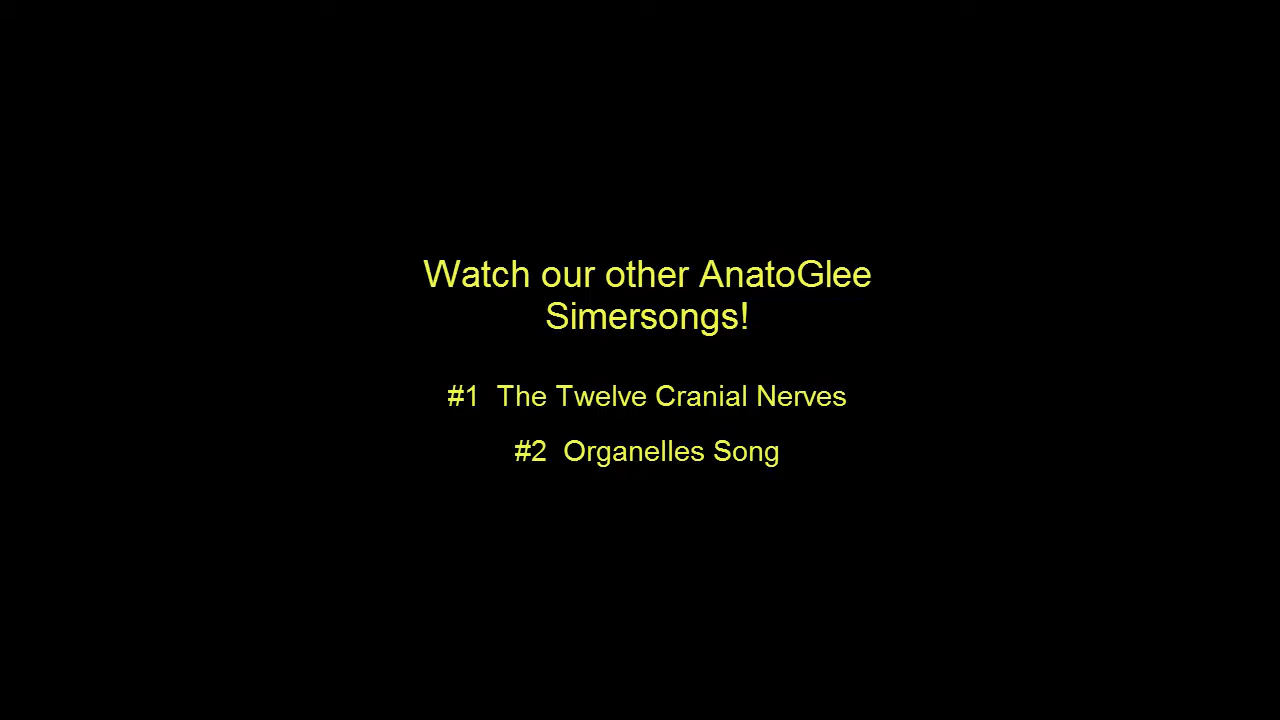 Watch our other AnatoGlee
Simersongs!
#1 The Twelve Cranial Nerves
#2 Organelles Song